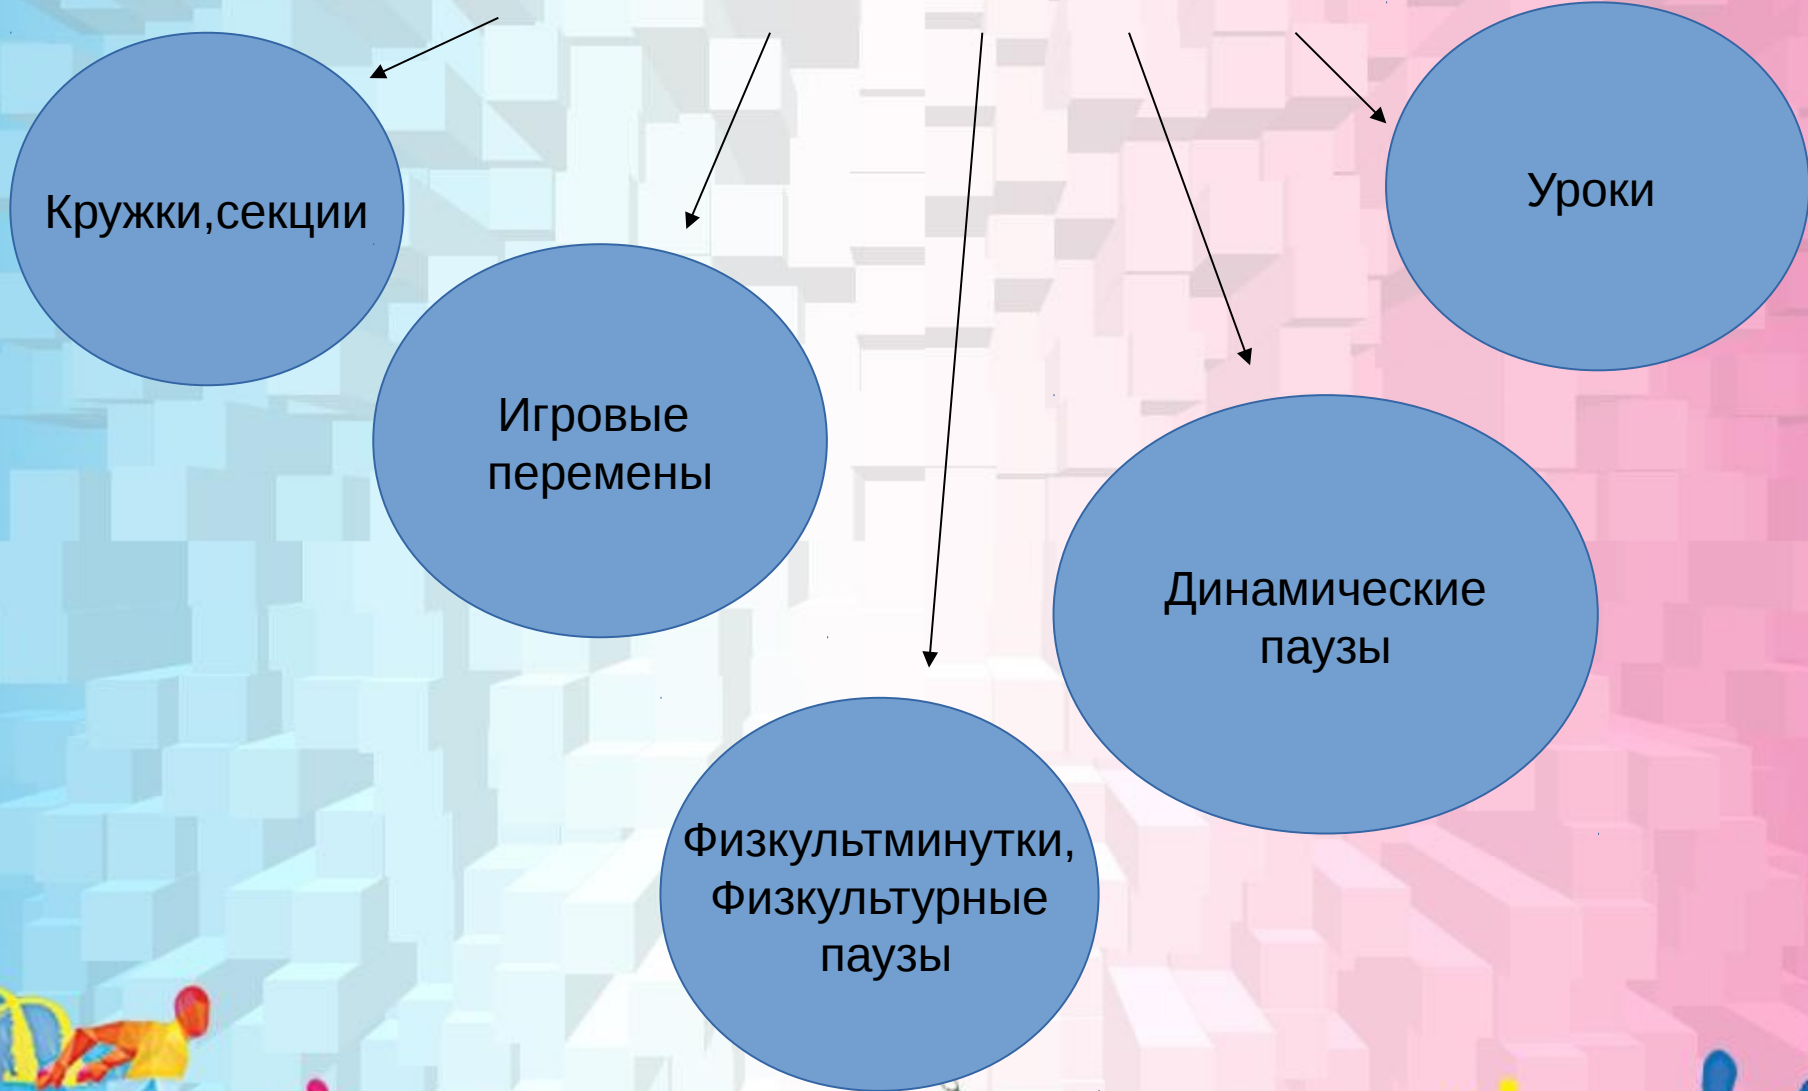 Кружки,секции
Игровые
перемены
Физкультминутки,
Физкультурные
паузы
Динамические
паузы
Уроки